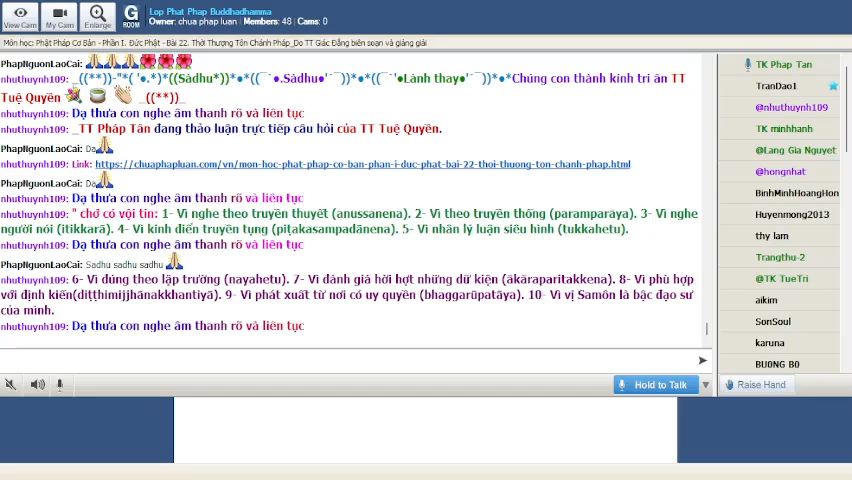 Lop Phat Phap Buddhadhamma
Owner: chua phap luan | Members: 48 | Cams: 0
View Cam
My Cam
Enlarge
G
ROOM
Môn học: Phật Pháp Cơ Bản - Phần I. Đức Phật - Bài 22. Thời Thượng Tôn Chánh Pháp_Do TT Giác Đẳng biên soạn và giảng giải
PhapNguonLaoCai:
nhuthuynh109: _((**))-"*( '●.*)*((Sādhu*))*●*((¯`●.Sādhu●'´¯))*●*((¯`'●Lành thay●'´¯))*●*Chúng con thành kính tri ân TT
Tuệ Quyền _((**))_
nhuthuynh109: Dạ thưa con nghe âm thanh rõ và liên tục
nhuthuynh109: _TT Pháp Tân đang thảo luận trực tiếp câu hỏi của TT Tuệ Quyền.
PhapNguonLaoCai: Da
nhuthuynh109: Link: https://chuaphapluan.com/vn/mon-hoc-phat-phap-co-ban-phan-i-duc-phat-bai-22-thoi-thuong-ton-chanh-phap.html
PhapNguonLaoCai: Da
nhuthuynh109: Dạ thưa con nghe âm thanh rõ và liên tục
nhuthuynh109: " chớ có vội tin: 1- Vì nghe theo truyền thuyết (anussanena). 2- Vì theo truyền thống (paramparāya). 3- Vì nghe
người nói (itikkarā). 4- Vì kinh điển truyền tụng (piṭakasampadānena). 5- Vì nhân lý luận siêu hình (tukkahetu).
nhuthuynh109: Dạ thưa con nghe âm thanh rõ và liên tục
PhapNguonLaoCai: Sadhu sadhu sadhu
nhuthuynh109: 6- Vì đúng theo lập trường (nayahetu). 7- Vì đánh giá hời hợt những dữ kiện (ākāraparitakkena). 8- Vì phù hợp
với định kiến(diṭṭhimijjhānakkhantiyā). 9- Vì phát xuất từ nơi có uy quyền (bhaggarūpatāya). 10- Vì vị Samôn là bậc đạo sư
của mình.
nhuthuynh109: Dạ thưa con nghe âm thanh rõ và liên tục
Hold to Talk
TK Phap Tan
TranDao1
@nhuthuynh109
TK minhhanh
@Lang Gia Nguyet
@hongnhat
BinhMinhHoangHon
Huyenmong2013
thy lam
Trangthu-2
@TK TueTri
aikim
SonSoul
karuna
BUONG B0
Raise Hand